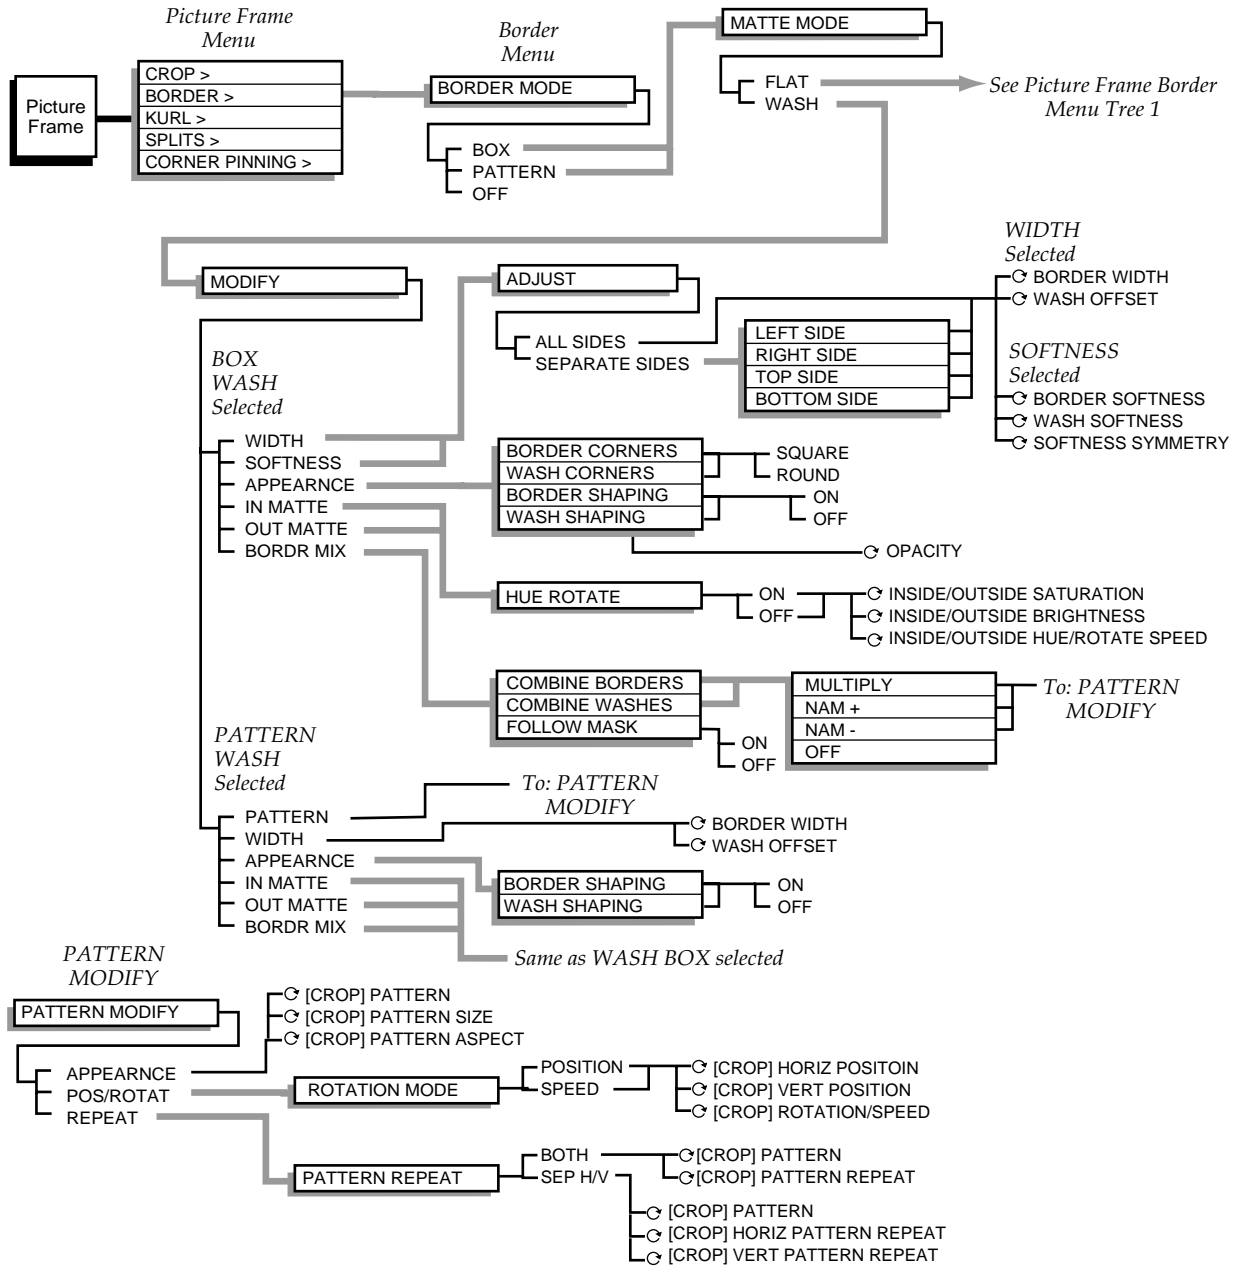 Picture Frame
Menu
Picture
Frame
CROP >
BORDER >
KURL >
SPLITS >
CORNER PINNING >
Border
Menu
BORDER MODE
BOX
PATTERN
OFF
MATTE MODE
FLAT
WASH
See Picture Frame Border
Menu Tree 1
MODIFY
BOX
WASH
Selected
WIDTH
SOFTNESS
APPEARNCE
IN MATTE
OUT MATTE
BORDR MIX
ADJUST
ALL SIDES
SEPARATE SIDES
LEFT SIDE
RIGHT SIDE
TOP SIDE
BOTTOM SIDE
WIDTH
Selected
BORDER WIDTH
WASH OFFSET
SOFTNESS
Selected
BORDER SOFTNESS
WASH SOFTNESS
SOFTNESS SYMMETRY
BORDER CORNERS
WASH CORNERS
BORDER SHAPING
WASH SHAPING
SQUARE
ROUND
ON
OFF
OPACITY
HUE ROTATE
ON
OFF
INSIDE/OUTSIDE SATURATION
INSIDE/OUTSIDE BRIGHTNESS
INSIDE/OUTSIDE HUE/ROTATE SPEED
COMBINE BORDERS
COMBINE WASHES
FOLLOW MASK
ON
OFF
MULTIPLY
NAM +
NAM -
OFF
To: PATTERN
MODIFY
PATTERN
WASH
Selected
PATTERN
WIDTH
APPEARNCE
IN MATTE
OUT MATTE
BORDR MIX
To: PATTERN
MODIFY
BORDER WIDTH
WASH OFFSET
BORDER SHAPING
WASH SHAPING
ON
OFF
Same as WASH BOX selected
PATTERN
MODIFY
PATTERN MODIFY
APPEARNCE
POS/ROTAT
REPEAT
[CROP] PATTERN
[CROP] PATTERN SIZE
[CROP] PATTERN ASPECT
ROTATION MODE
POSITION
SPEED
[CROP] HORIZ POSITOIN
[CROP] VERT POSITION
[CROP] ROTATION/SPEED
PATTERN REPEAT
BOTH
SEP H/V
[CROP] PATTERN
[CROP] PATTERN REPEAT
[CROP] PATTERN
[CROP] HORIZ PATTERN REPEAT
[CROP] VERT PATTERN REPEAT